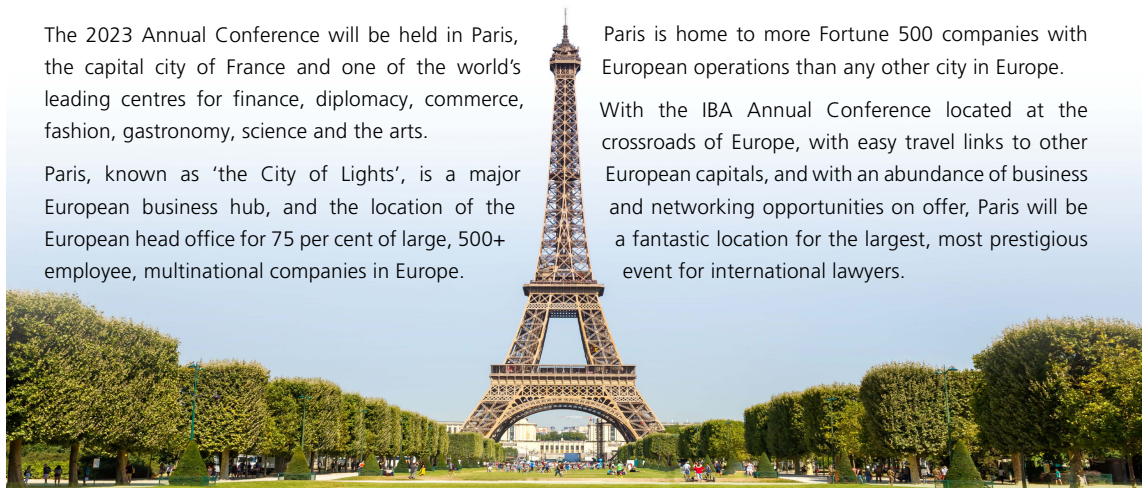 The 2023 Annual Conference will be held in Paris,
the capital city of France and one of the world’s
leading centres for finance, diplomacy, commerce,
fashion, gastronomy, science and the arts.
Paris, known as ‘the City of Lights’, is a major
European business hub, and the location of the
European head office for 75 per cent of large, 500+
employee, multinational companies in Europe.
Paris is home to more Fortune 500 companies with
European operations than any other city in Europe.
With the IBA Annual Conference located at the
crossroads of Europe, with easy travel links to other
European capitals, and with an abundance of business
and networking opportunities on offer, Paris will be
a fantastic location for the largest, most prestigious
event for international lawyers.